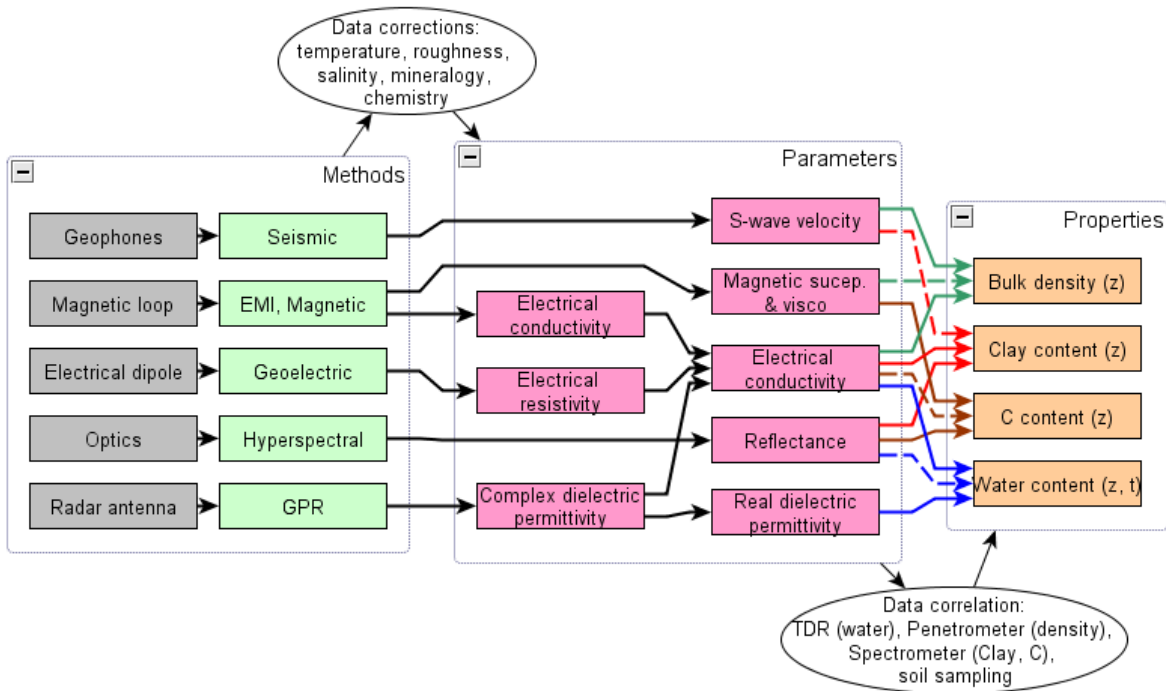 Data corrections:
temperature, roughness,
salinity, mineralogy,
chemistry
Methods
Geophones
Seismic
Magnetic loop
EMI, Magnetic
Electrical dipole
Geoelectric
Optics
Hyperspectral
Radar antenna
GPR
Parameters
S-wave velocity
Magnetic sucep.
& visco
Electrical
conductivity
Electrical
conductivity
Electrical
resistivity
Reflectance
Complex dielectric
permittivity
Real dielectric
permittivity
Properties
Bulk density (z)
Clay content (z)
C content (z)
Water content (z, t)
Data correlation:
TDR (water), Penetrometer (density),
Spectrometer (Clay, C),
soil sampling